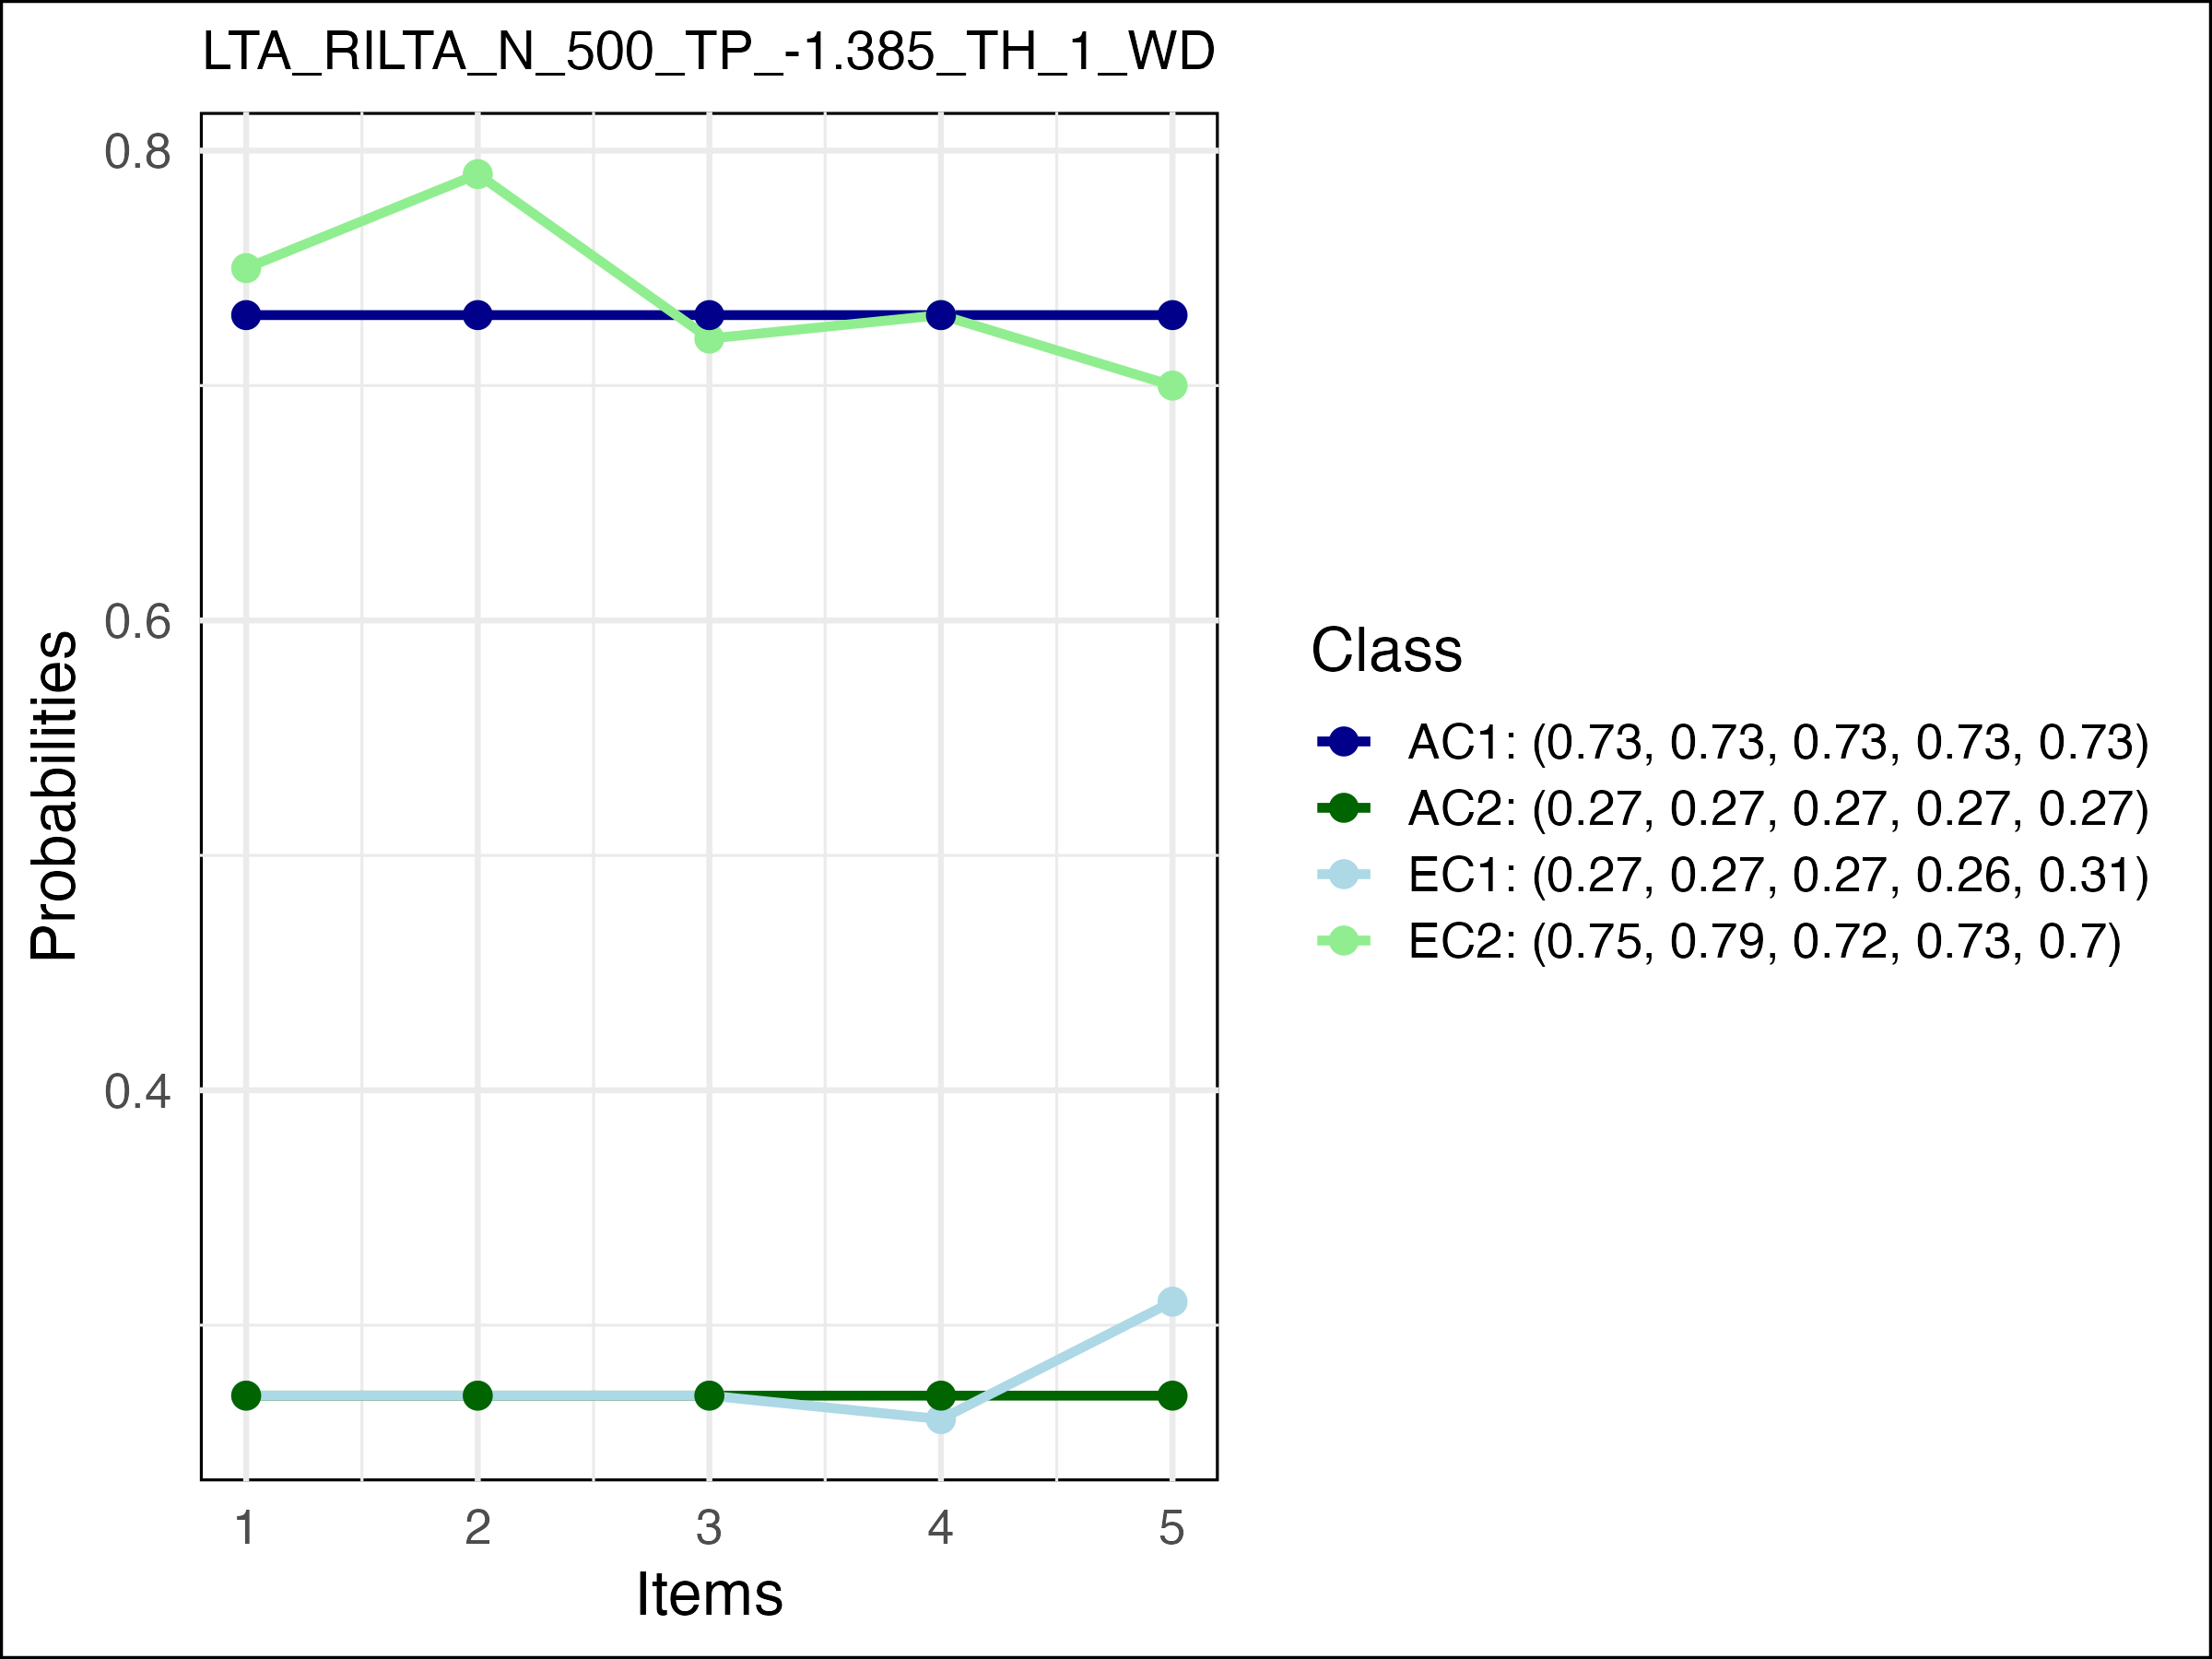 LTA_RILTA_N_500_TP_-1.385_TH_1_WD
0.8
0.6
0.4
Probabilities
1 2 3 4 5
Items
Class
AC1: (0.73, 0.73, 0.73, 0.73, 0.73)
AC2: (0.27, 0.27, 0.27, 0.27, 0.27)
EC1: (0.27, 0.27, 0.27, 0.26, 0.31)
EC2: (0.75, 0.79, 0.72, 0.73, 0.7)